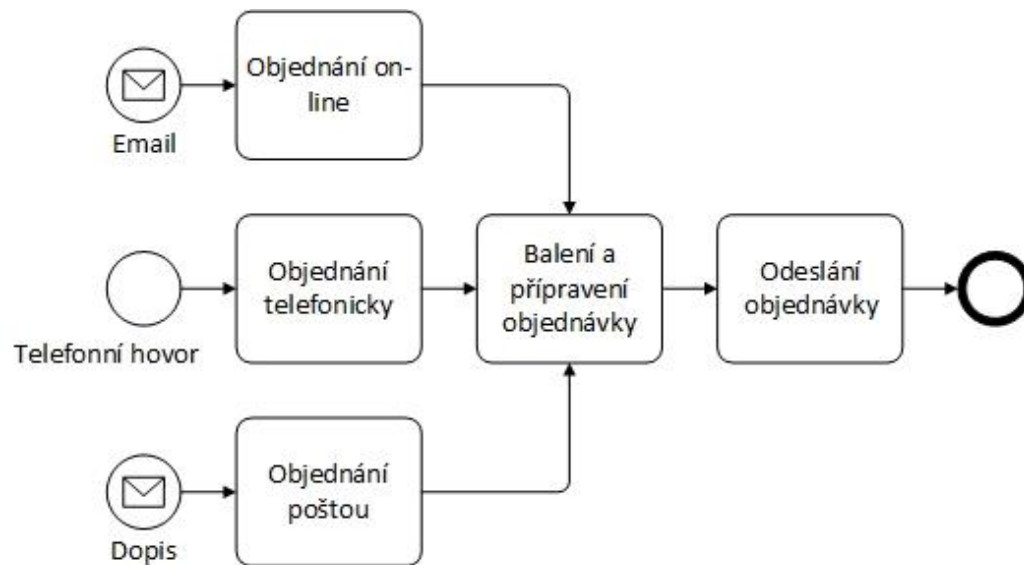 Objednání on-
line
Email
Objednání
telefonicky
Telefonní hovor
Balení a
přípravení
objednávky
Odeslání
objednávky
Objednání
poštou
Dopis